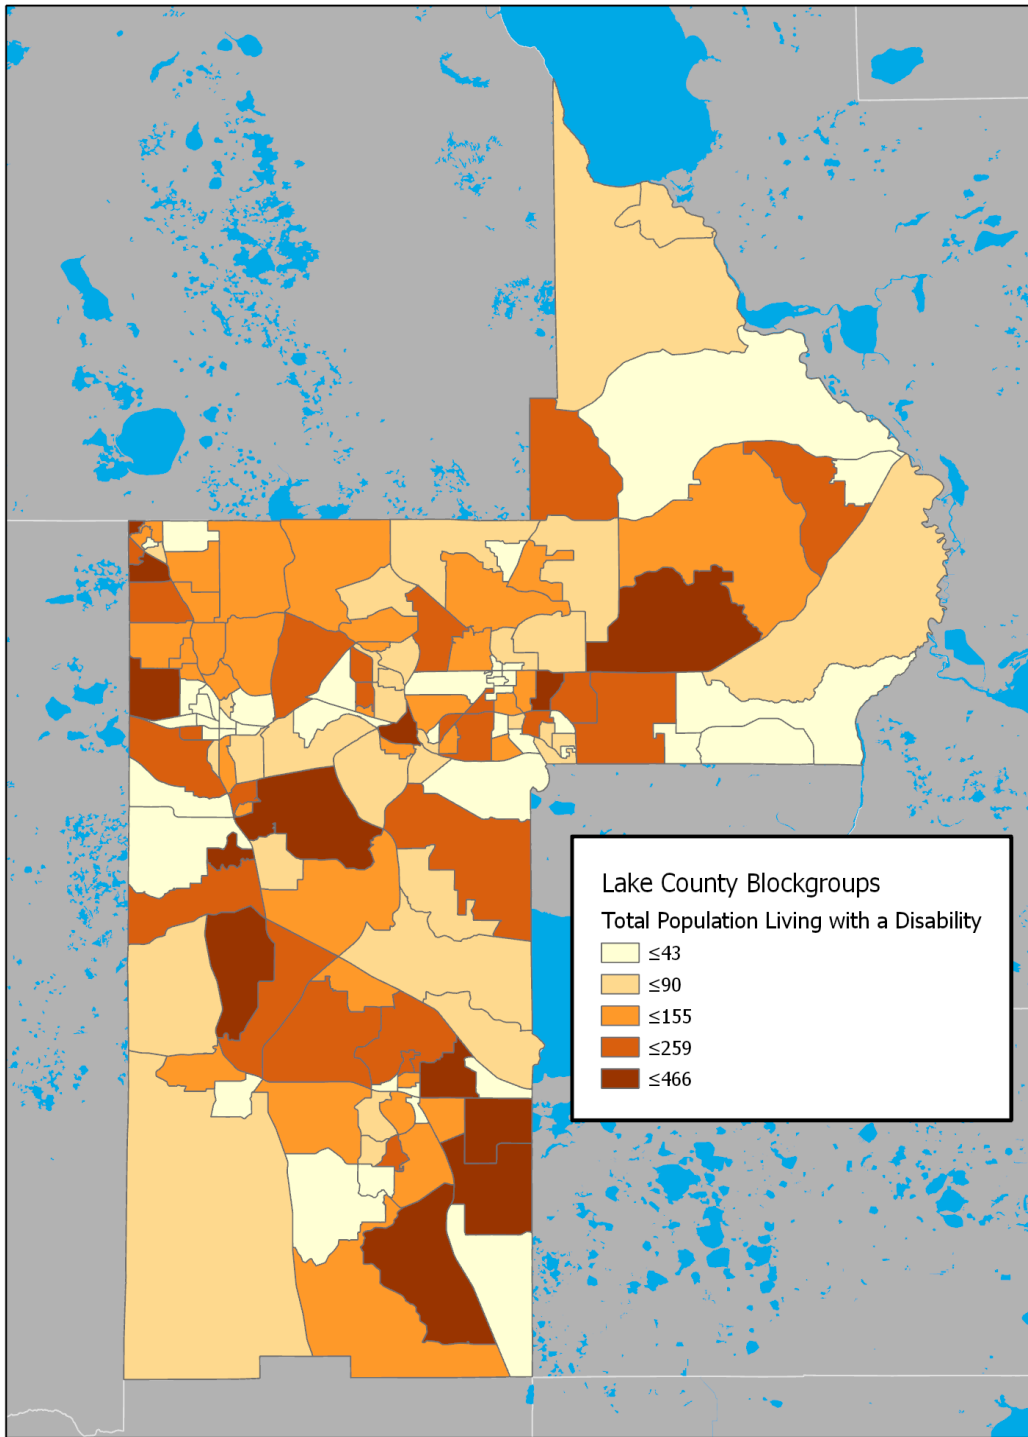 Lake County Blockgroups
Total Population Living with a Disability
≤43
≤90
≤155
≤259
≤466